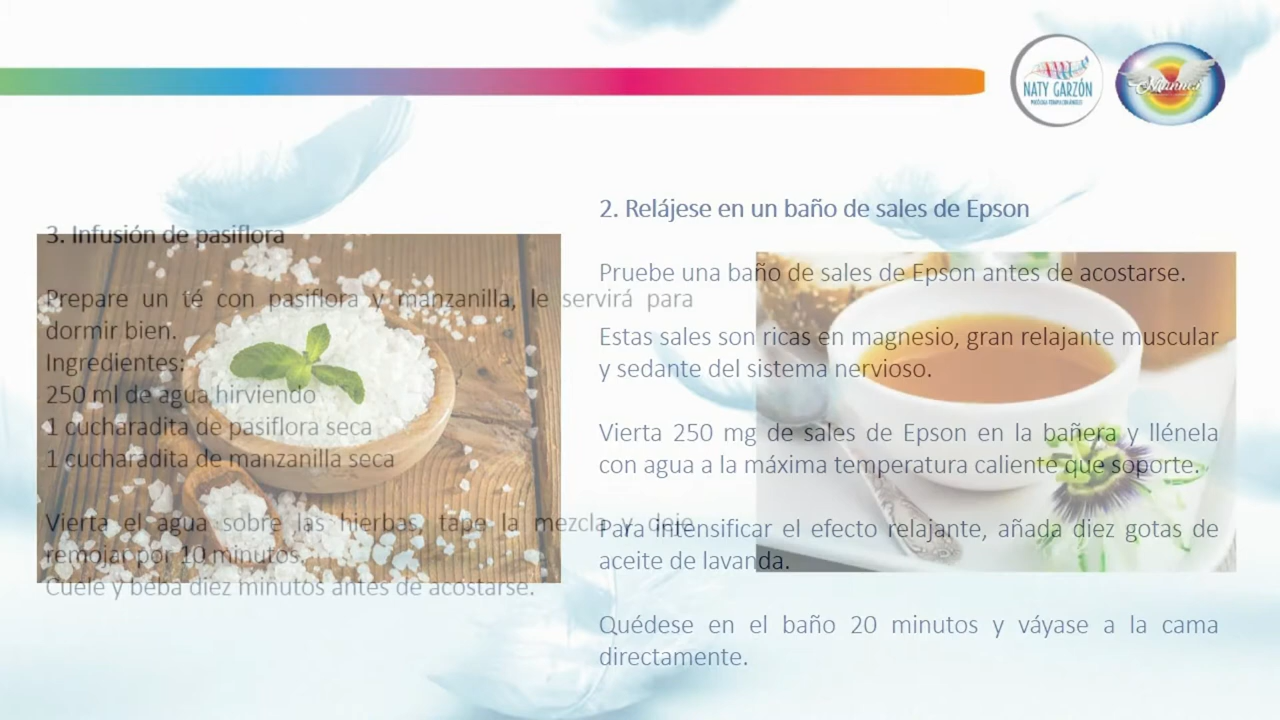 NATY GARZÓN
2. Relájese en un baño de sales de Epson
Pruebe una baño de sales de Epson antes de acostarse.
Estas sales son ricas en magnesio, gran relajante muscular
y sedante del sistema nervioso.
Vierta 250 mg de sales de Epson en la bañera y llénela
con agua a la máxima temperatura caliente que soporte.
Para intensificar el efecto relajante, añada diez gotas de
aceite de lavanda.
Quédese en el baño 20 minutos y váyase a la cama
directamente.
3. Infusión de pasiflora
Prepare un té con pasiflora y manzanilla, le servirá para
dormir bien.
Ingredientes:
250 ml de agua hirviendo
1 cucharadita de pasiflora seca
1 cucharadita de manzanilla seca
Vierta el agua sobre las hierbas, tape la mezcla y deje
remojar por 10 minutos.
Cuele y beba diez minutos antes de acostarse.